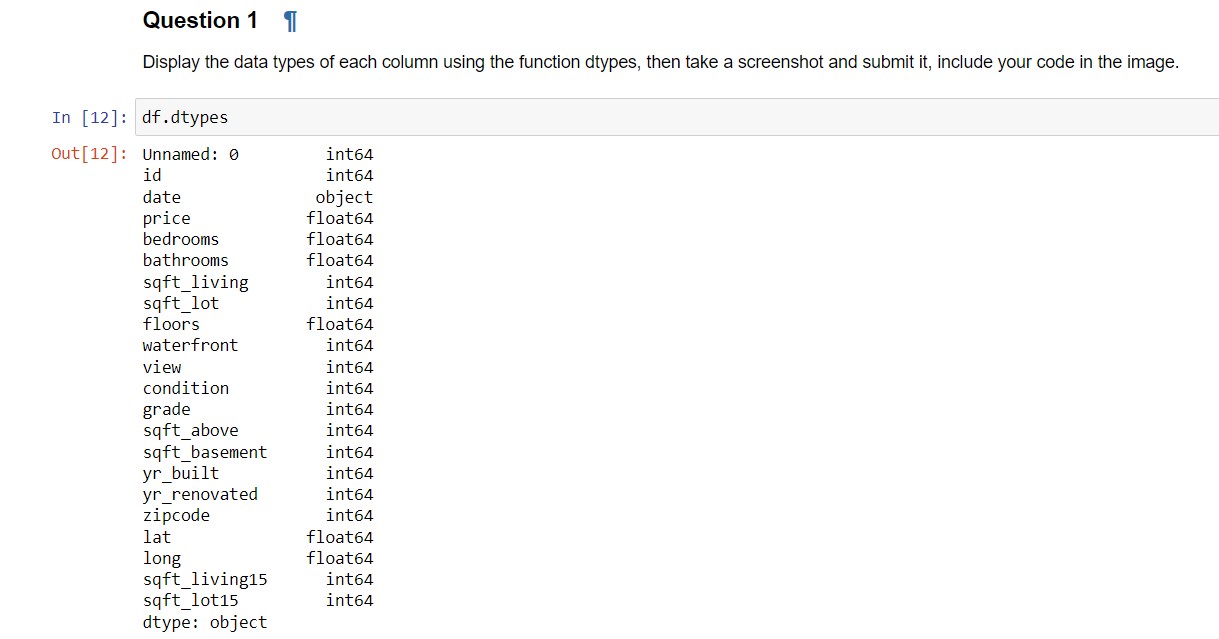 Question 1 ¶
Display the data types of each column using the function dtypes, then take a screenshot and submit it, include your code in the image.
In [12]: df.dtypes
Out[12]: Unnamed: 0 int64
id int64
date object
price float64
bedrooms float64
bathrooms float64
sqft_living int64
sqft_lot int64
floors float64
waterfront int64
view int64
condition int64
grade int64
sqft_above int64
sqft_basement int64
yr_built int64
yr_renovated int64
zipcode int64
lat float64
long float64
sqft_living15 int64
sqft_lot15 int64
dtype: object